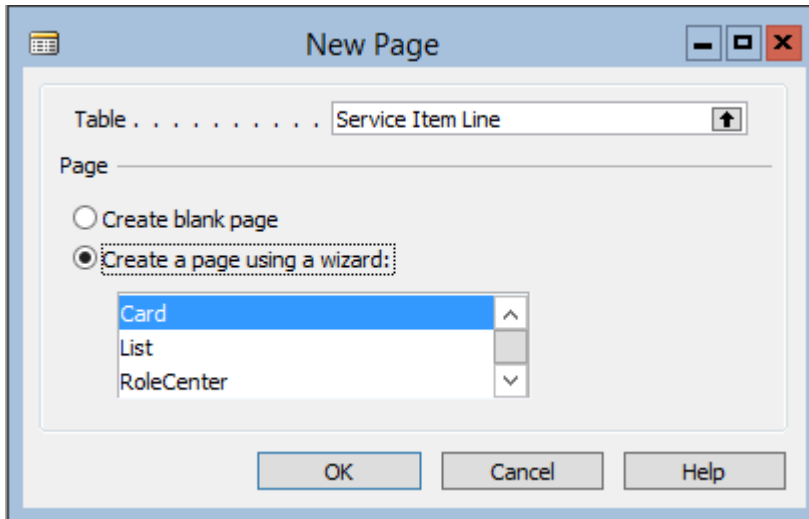 New Page
Table . . . . . . . . . . Service Item Line
Page
Create blank page
Create a page using a wizard:
Card
List
RoleCenter
OK Cancel Help